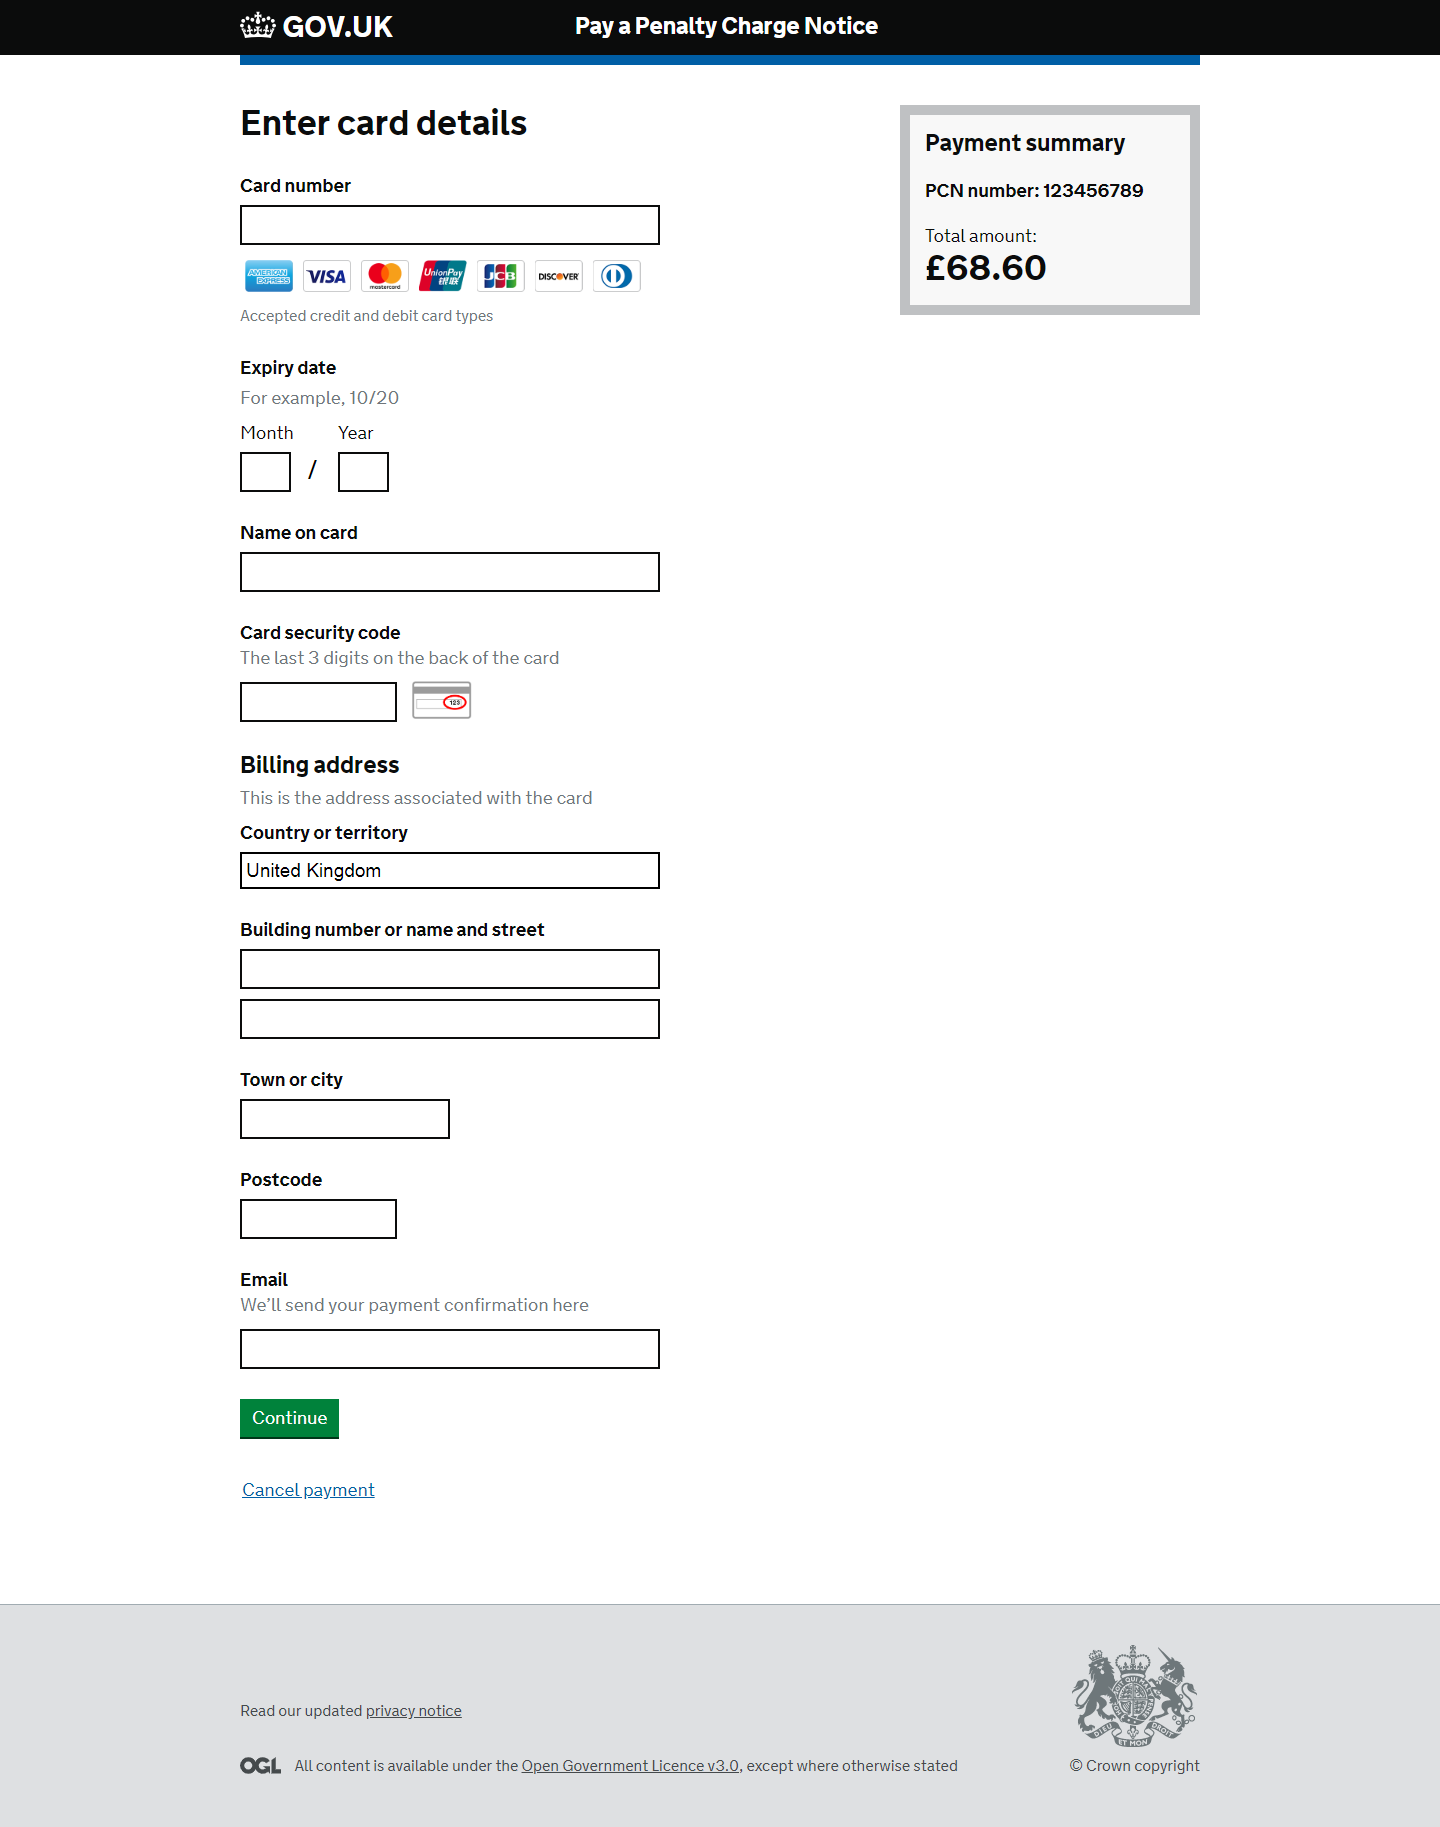 GOV.UK
Pay a Penalty Charge Notice
Enter card details
Card number
AMERICAN EXPRESS
VISA
mastercard
UnionPay
银联
JCB
DISCOVER
Accepted credit and debit card types
Expiry date
For example, 10/20
Month Year
/
Name on card
Card security code
The last 3 digits on the back of the card
123
Billing address
This is the address associated with the card
Country or territory
United Kingdom
Building number or name and street
Town or city
Postcode
Email
We’ll send your payment confirmation here
Continue
Cancel payment
Payment summary
PCN number: 123456789
Total amount:
£68.60
Read our updated privacy notice
OGL All content is available under the Open Government Licence v3.0, except where otherwise stated
DIEU ET MON DROIT
© Crown copyright